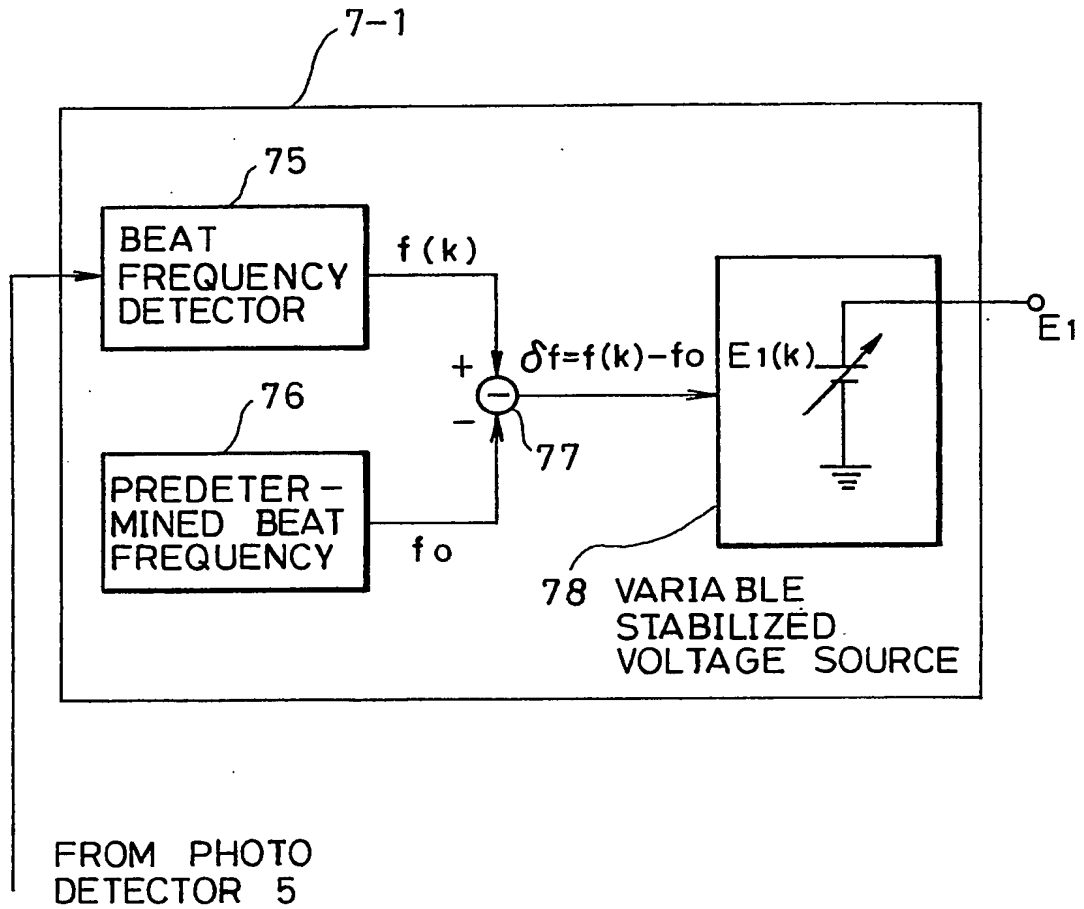 7-1
75
BEAT
FREQUENCY
DETECTOR
f(k)
+
δf=f(k)-fo
E1(k)
E1
76
−
−
77
PREDETER-
MINED BEAT
FREQUENCY
fo
78 VARIABLE
STABILIZED
VOLTAGE SOURCE
FROM PHOTO
DETECTOR 5